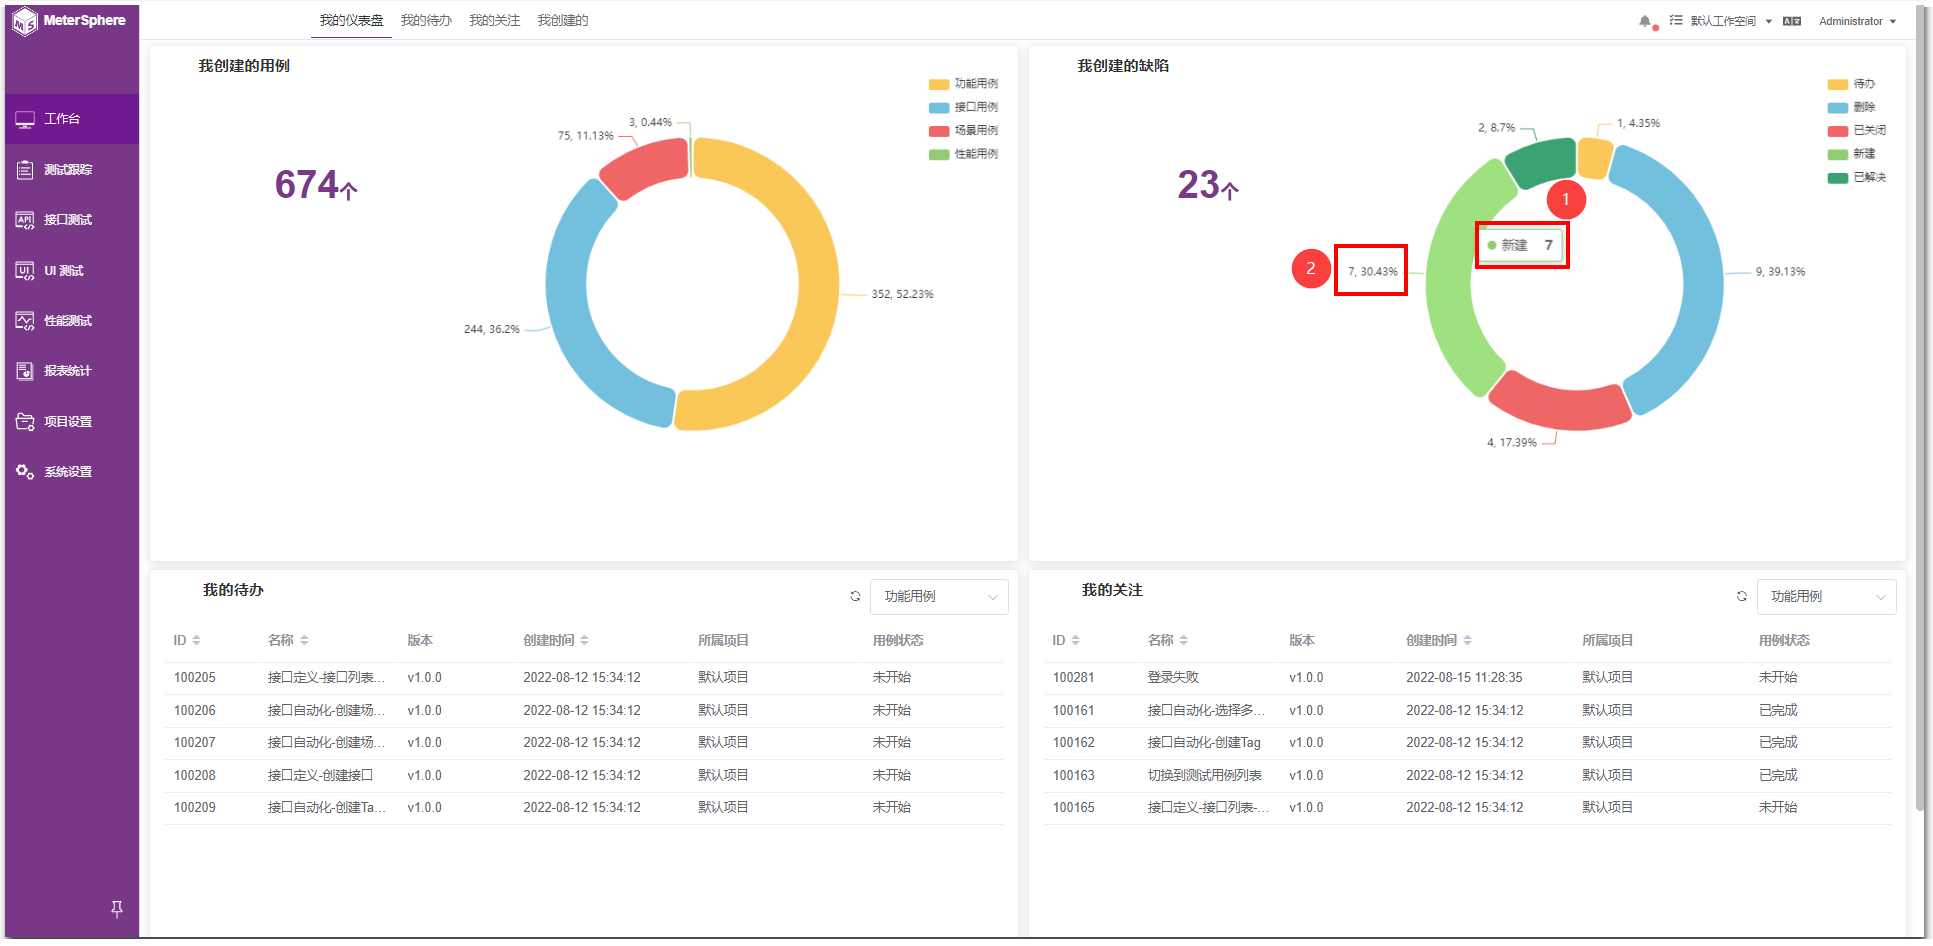 MeterSphere
我的仪表盘 我的待办 我的关注 我创建的
默认工作空间 Administrator
工作台
测试跟踪
接口测试
UI 测试
性能测试
报表统计
项目设置
系统设置
我创建的用例
674个
功能用例
接口用例
场景用例
性能用例
3, 0.44%
75, 11.13%
352, 52.23%
244, 36.2%
我创建的缺陷
23个
待办
删除
已关闭
新建
已解决
2, 8.7%
1, 4.35%
1
新建 7
2
7, 30.43%
9, 39.13%
4, 17.39%
我的待办
功能用例
ID 名称 版本 创建时间 所属项目 用例状态
100205 接口定义-接口列表... v1.0.0 2022-08-12 15:34:12 默认项目 未开始
100206 接口自动化-创建场... v1.0.0 2022-08-12 15:34:12 默认项目 未开始
100207 接口自动化-创建场... v1.0.0 2022-08-12 15:34:12 默认项目 未开始
100208 接口定义-创建接口 v1.0.0 2022-08-12 15:34:12 默认项目 未开始
100209 接口自动化-创建Ta... v1.0.0 2022-08-12 15:34:12 默认项目 未开始
我的关注
功能用例
ID 名称 版本 创建时间 所属项目 用例状态
100281 登录失败 v1.0.0 2022-08-15 11:28:35 默认项目 未开始
100161 接口自动化-选择多... v1.0.0 2022-08-12 15:34:12 默认项目 已完成
100162 接口自动化-创建Tag v1.0.0 2022-08-12 15:34:12 默认项目 已完成
100163 切换到测试用例列表 v1.0.0 2022-08-12 15:34:12 默认项目 已完成
100165 接口定义-接口列表-... v1.0.0 2022-08-12 15:34:12 默认项目 未开始